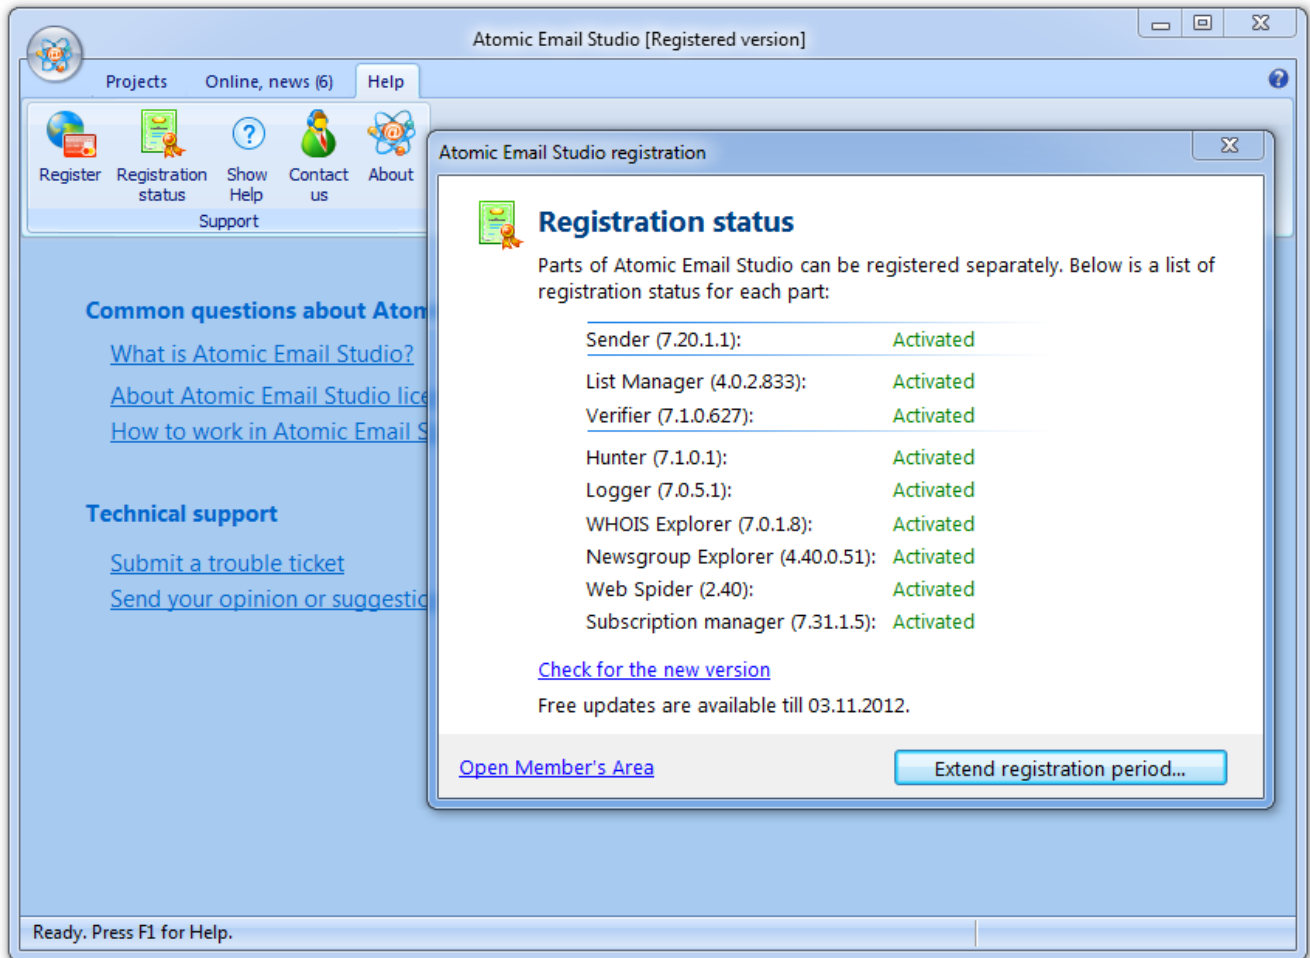 Atomic Email Studio [Registered version]
Projects Online, news (6) Help
Register Registration status Show Help Contact us About
Support
Common questions about Atom
What is Atomic Email Studio?
About Atomic Email Studio lice
How to work in Atomic Email S
Technical support
Submit a trouble ticket
Send your opinion or suggestio
Atomic Email Studio registration
Registration status
Parts of Atomic Email Studio can be registered separately. Below is a list of
registration status for each part:
Sender (7.20.1.1): Activated
List Manager (4.0.2.833): Activated
Verifier (7.1.0.627): Activated
Hunter (7.1.0.1): Activated
Logger (7.0.5.1): Activated
WHOIS Explorer (7.0.1.8): Activated
Newsgroup Explorer (4.40.0.51): Activated
Web Spider (2.40): Activated
Subscription manager (7.31.1.5): Activated
Check for the new version
Free updates are available till 03.11.2012.
Open Member's Area Extend registration period...
Ready. Press F1 for Help.